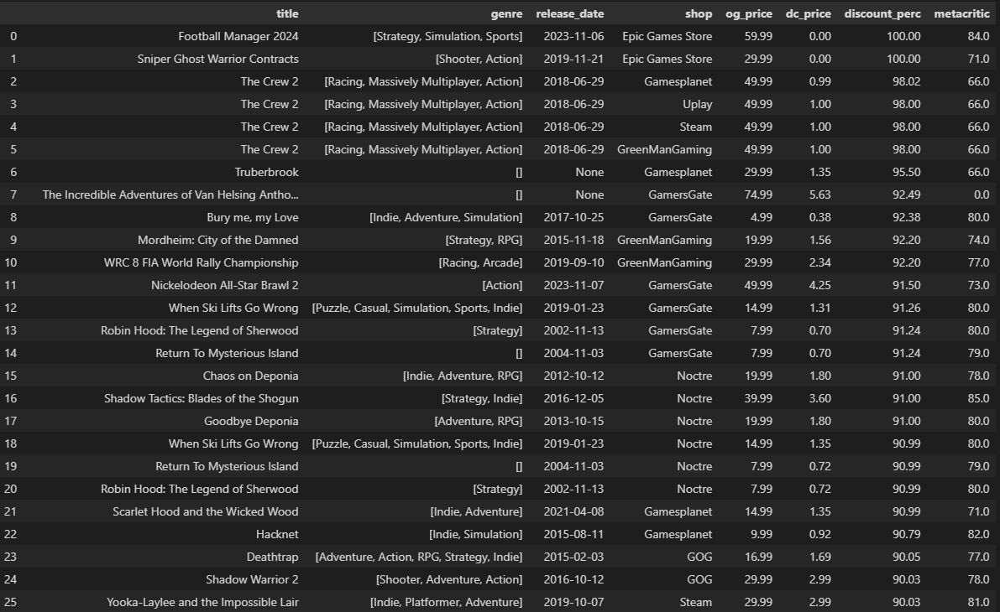 title genre release_date shop og_price dc_price discount_perc metacritic
0 Football Manager 2024 [Strategy, Simulation, Sports] 2023-11-06 Epic Games Store 59.99 0.00 100.00 84.0
1 Sniper Ghost Warrior Contracts [Shooter, Action] 2019-11-21 Epic Games Store 29.99 0.00 100.00 71.0
2 The Crew 2 [Racing, Massively Multiplayer, Action] 2018-06-29 Gamesplanet 49.99 0.99 98.02 66.0
3 The Crew 2 [Racing, Massively Multiplayer, Action] 2018-06-29 Uplay 49.99 1.00 98.00 66.0
4 The Crew 2 [Racing, Massively Multiplayer, Action] 2018-06-29 Steam 49.99 1.00 98.00 66.0
5 The Crew 2 [Racing, Massively Multiplayer, Action] 2018-06-29 GreenManGaming 49.99 1.00 98.00 66.0
6 Truberbrook [] None Gamesplanet 29.99 1.35 95.50 66.0
7 The Incredible Adventures of Van Helsing Antho... [] None GamersGate 74.99 5.63 92.49 0.0
8 Bury me, my Love [Indie, Adventure, Simulation] 2017-10-25 GamersGate 4.99 0.38 92.38 80.0
9 Mordheim: City of the Damned [Strategy, RPG] 2015-11-18 GreenManGaming 19.99 1.56 92.20 74.0
10 WRC 8 FIA World Rally Championship [Racing, Arcade] 2019-09-10 GreenManGaming 29.99 2.34 92.20 77.0
11 Nickelodeon All-Star Brawl 2 [Action] 2023-11-07 GamersGate 49.99 4.25 91.50 73.0
12 When Ski Lifts Go Wrong [Puzzle, Casual, Simulation, Sports, Indie] 2019-01-23 GamersGate 14.99 1.31 91.26 80.0
13 Robin Hood: The Legend of Sherwood [Strategy] 2002-11-13 GamersGate 7.99 0.70 91.24 80.0
14 Return To Mysterious Island [] 2004-11-03 GamersGate 7.99 0.70 91.24 79.0
15 Chaos on Deponia [Indie, Adventure, RPG] 2012-10-12 Noctre 19.99 1.80 91.00 78.0
16 Shadow Tactics: Blades of the Shogun [Strategy, Indie] 2016-12-05 Noctre 39.99 3.60 91.00 85.0
17 Goodbye Deponia [Adventure, RPG] 2013-10-15 Noctre 19.99 1.80 91.00 80.0
18 When Ski Lifts Go Wrong [Puzzle, Casual, Simulation, Sports, Indie] 2019-01-23 Noctre 14.99 1.35 90.99 80.0
19 Return To Mysterious Island [] 2004-11-03 Noctre 7.99 0.72 90.99 79.0
20 Robin Hood: The Legend of Sherwood [Strategy] 2002-11-13 Noctre 7.99 0.72 90.99 80.0
21 Scarlet Hood and the Wicked Wood [Indie, Adventure] 2021-04-08 Gamesplanet 14.99 1.35 90.99 71.0
22 Hacknet [Indie, Simulation] 2015-08-11 Gamesplanet 9.99 0.92 90.79 82.0
23 Deathtrap [Adventure, Action, RPG, Strategy, Indie] 2015-02-03 GOG 16.99 1.69 90.05 77.0
24 Shadow Warrior 2 [Shooter, Adventure, Action] 2016-10-12 GOG 29.99 2.99 90.03 78.0
25 Yooka-Laylee and the Impossible Lair [Indie, Platformer, Adventure] 2019-10-07 Steam 29.99 2.99 90.03 81.0